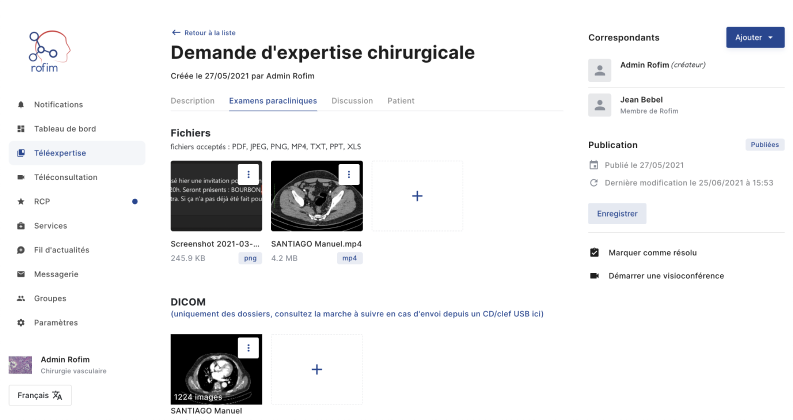 rofim
Notifications
Tableau de bord
Téléexpertise
Téléconsultation
RCP
Services
Fil d'actualités
Messagerie
Groupes
Paramètres
Admin Rofim
Chirurgie vasculaire
Français
← Retour à la liste
Demande d'expertise chirurgicale
Créée le 27/05/2021 par Admin Rofim
Description Examens paracliniques Discussion Patient
Fichiers
fichiers acceptés : PDF, JPEG, PNG, MP4, TXT, PPT, XLS
sé hier une invitation po
20h. Seront présents : BOURBON,
tra. Si ça n'a pas déjà été fait pou
Screenshot 2021-03-...
245.9 KB png
SANTIAGO Manuel.mp4
4.2 MB mp4
DICOM
(uniquement des dossiers, consultez la marche à suivre en cas d'envoi depuis un CD/clef USB ici)
1224 images
SANTIAGO Manuel
Correspondants
Ajouter
Admin Rofim (créateur)
Jean Bebel
Membre de Rofim
Publication
Publiées
Publié le 27/05/2021
Dernière modification le 25/06/2021 à 15:53
Enregistrer
Marquer comme résolu
Démarrer une visioconférence